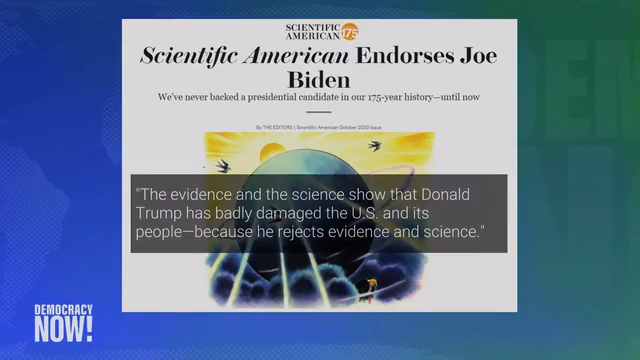 SCIENTIFIC
AMERICAN 175
Scientific American Endorses Joe
Biden
We've never backed a presidential candidate in our 175-year history—until now
By THE EDITORS | Scientific American October 2020 Issue
"The evidence and the science show that Donald
Trump has badly damaged the U.S. and its
people—because he rejects evidence and science."
DEMOCRACY
NOW!